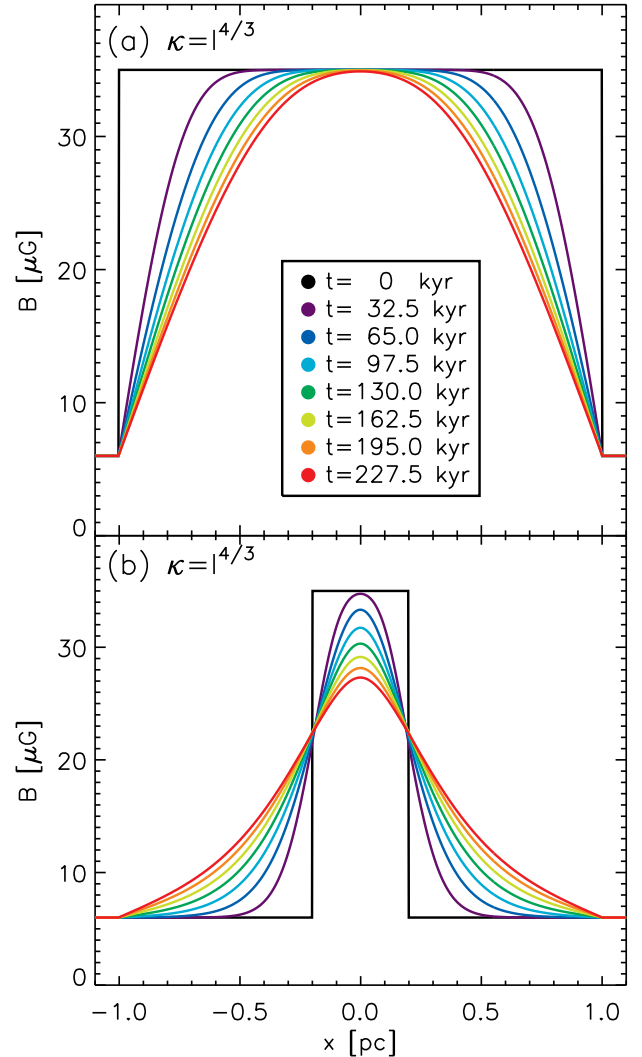 (a) κ=l^4/3
30
20
10
0
B [μG]
t= 0 kyr
t= 32.5 kyr
t= 65.0 kyr
t= 97.5 kyr
t=130.0 kyr
t=162.5 kyr
t=195.0 kyr
t=227.5 kyr
(b) κ=l^4/3
30
20
10
0
B [μG]
-1.0 -0.5 0.0 0.5 1.0
x [pc]